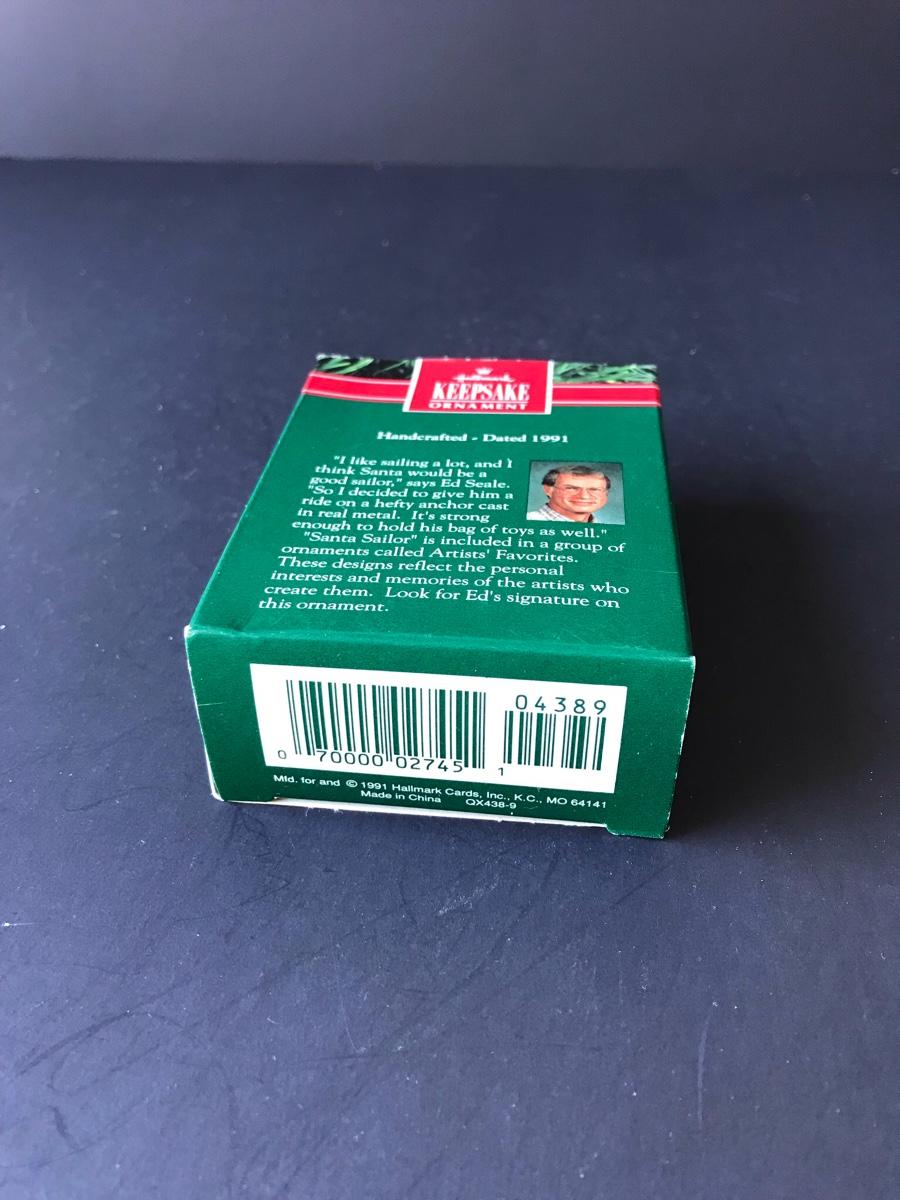 Hallmark
KEEPSAKE
ORNAMENT
Handcrafted - Dated 1991
"I like sailing a lot, and I
think Santa would be a
good sailor," says Ed Seale.
"So I decided to give him a
ride on a hefty anchor cast
in real metal. It's strong
enough to hold his bag of toys as well."
"Santa Sailor" is included in a group of
ornaments called Artists' Favorites.
These designs reflect the personal
interests and memories of the artists who
create them. Look for Ed's signature on
this ornament.
04389
0 70000 02745 1
Mfd. for and © 1991 Hallmark Cards, Inc., K.C., MO 64141
Made in China QX438-9